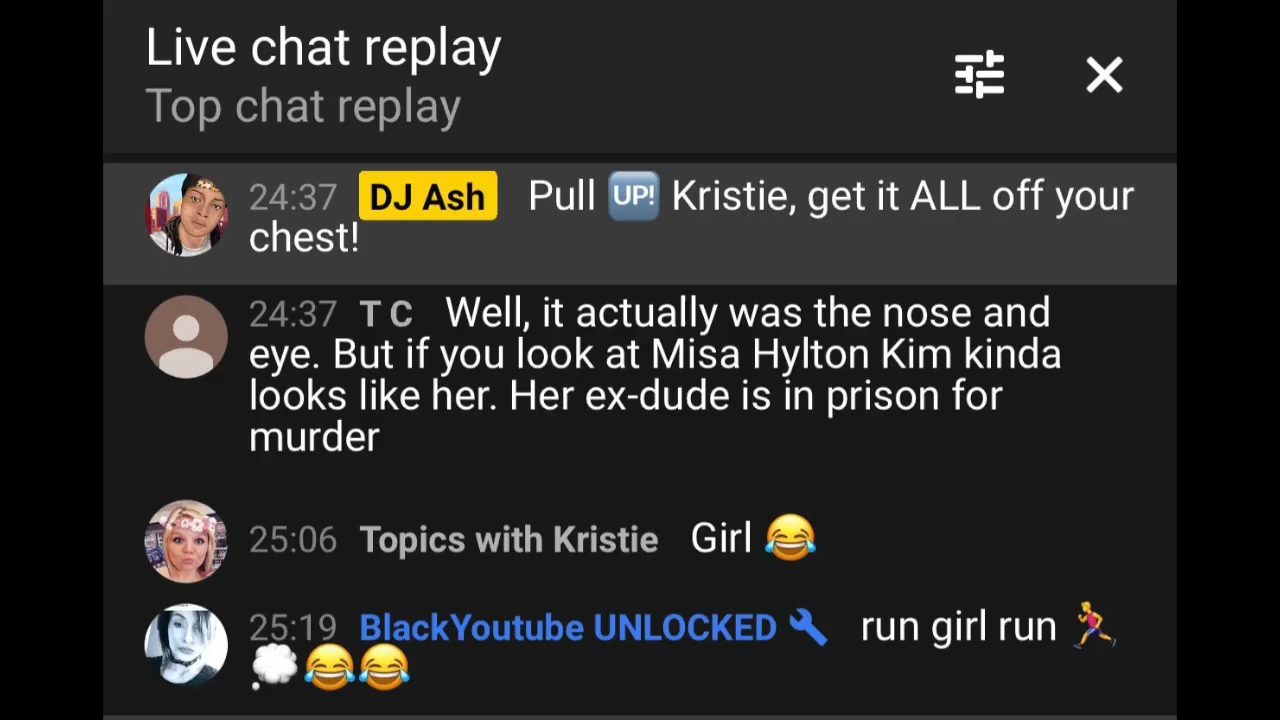 Live chat replay
Top chat replay
24:37 DJ Ash Pull UP! Kristie, get it ALL off your
chest!
24:37 T C Well, it actually was the nose and
eye. But if you look at Misa Hylton Kim kinda
looks like her. Her ex-dude is in prison for
murder
25:06 Topics with Kristie Girl 😂
25:19 BlackYoutube UNLOCKED 🔧 run girl run 🏃
💭😂😂